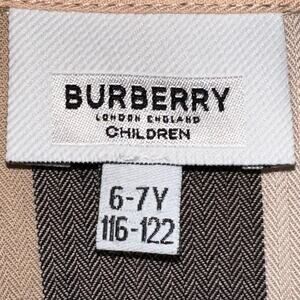 BURBERRY
LONDON ENGLAND
CHILDREN
6-7Y
116-122